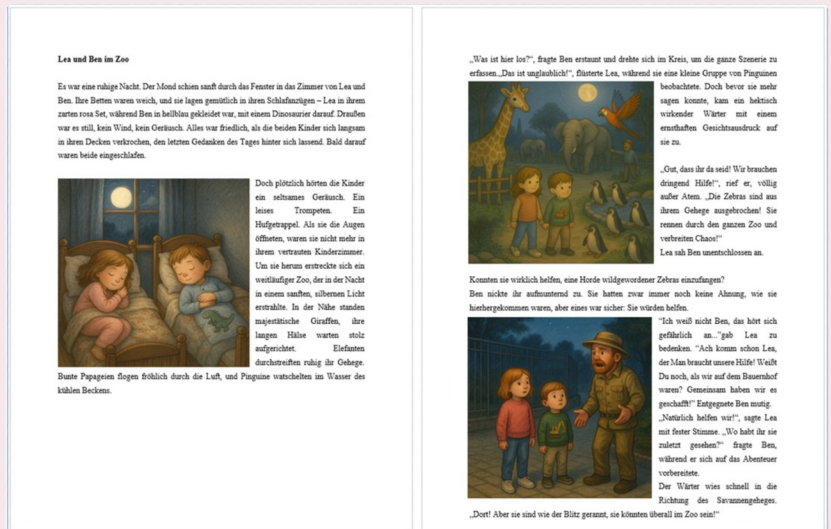 Lea und Ben im Zoo
Es war eine ruhige Nacht. Der Mond schien sanft durch das Fenster in das Zimmer von Lea und
Ben. Ihre Betten waren weich, und sie lagen gemütlich in ihren Schlafanzügen – Lea in ihrem
zarten rosa Set, während Ben in hellblau gekleidet war, mit einem Dinosaurier darauf. Draußen
war es still, kein Wind, kein Geräusch. Alles war friedlich, als die beiden Kinder sich langsam
in ihren Decken verkrochen, den letzten Gedanken des Tages hinter sich lassend. Bald darauf
waren beide eingeschlafen.
Doch plötzlich hörten die Kinder
ein seltsames Geräusch. Ein
leises Trompeten. Ein
Hufgetrappel. Als sie die Augen
öffneten, waren sie nicht mehr in
ihrem vertrauten Kinderzimmer.
Um sie herum erstreckte sich ein
weitläufiger Zoo, der in der Nacht
in einem sanften, silbernen Licht
erstrahlte. In der Nähe standen
majestätische Giraffen, ihre
langen Hälse warten stolz
aufgerichtet. Elefanten
durchstreiften ruhig ihr Gehege.
Bunte Papageien flogen fröhlich durch die Luft, und Pinguine watschelten im Wasser des
kühlen Beckens.
„Was ist hier los?“, fragte Ben erstaunt und drehte sich im Kreis, um die ganze Szenerie zu
erfassen.„Das ist unglaublich!“, flüsterte Lea, während sie eine kleine Gruppe von Pinguinen
beobachtete. Doch bevor sie mehr
sagen konnte, kam ein hektisch
wirkender Wärter mit einem
ernsthaften Gesichtsausdruck auf
sie zu.
„Gut, dass ihr da seid! Wir brauchen
dringend Hilfe!“, rief er, völlig
außer Atem. „Die Zebras sind aus
ihrem Gehege ausgebrochen! Sie
rennen durch den ganzen Zoo und
verbreiten Chaos!“
Lea sah Ben unentschlossen an.
Konnten sie wirklich helfen, eine Horde wildgewordener Zebras einzufangen?
Ben nickte ihr aufmunternd zu. Sie hatten zwar immer noch keine Ahnung, wie sie
hierhergekommen waren, aber eines war sicher: Sie würden helfen.
“Ich weiß nicht Ben, das hört sich
gefährlich an...”gab Lea zu
bedenken. “Ach komm schon Lea,
der Man braucht unsere Hilfe! Weißt
Du noch, als wir auf dem Bauernhof
waren? Gemeinsam haben wir es
geschafft!” Entgegnete Ben mutig.
„Natürlich helfen wir!“, sagte Lea
mit fester Stimme. „Wo habt ihr sie
zuletzt gesehen?“ fragte Ben,
während er sich auf das Abenteuer
vorbereitete.
Der Wärter wies schnell in die
Richtung des Savannengeheges.
„Dort! Aber sie sind wie der Blitz gerannt, sie könnten überall im Zoo sein!“